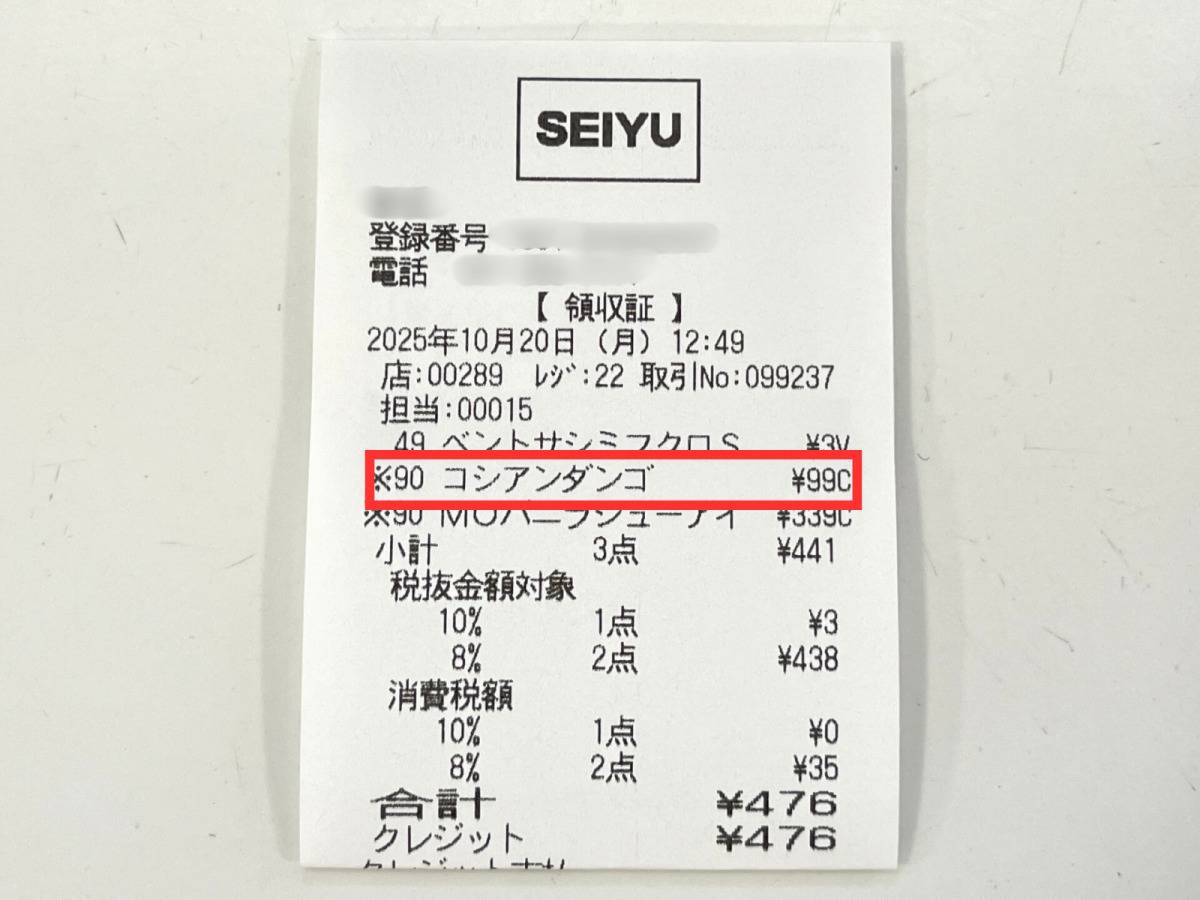 SEIYU
登録番号
電話
【 領収証 】
2025年10月20日 (月) 12:49
店:00289 レジ:22 取引No:099237
担当:00015
49 ベントサシミフクロS ¥3V
※90 コシアンダンゴ ¥99C
※90 MOバニラシューアイ ¥339C
小計 3点 ¥441
税抜金額対象
10% 1点 ¥3
8% 2点 ¥438
消費税額
10% 1点 ¥0
8% 2点 ¥35
合計 ¥476
クレジット ¥476